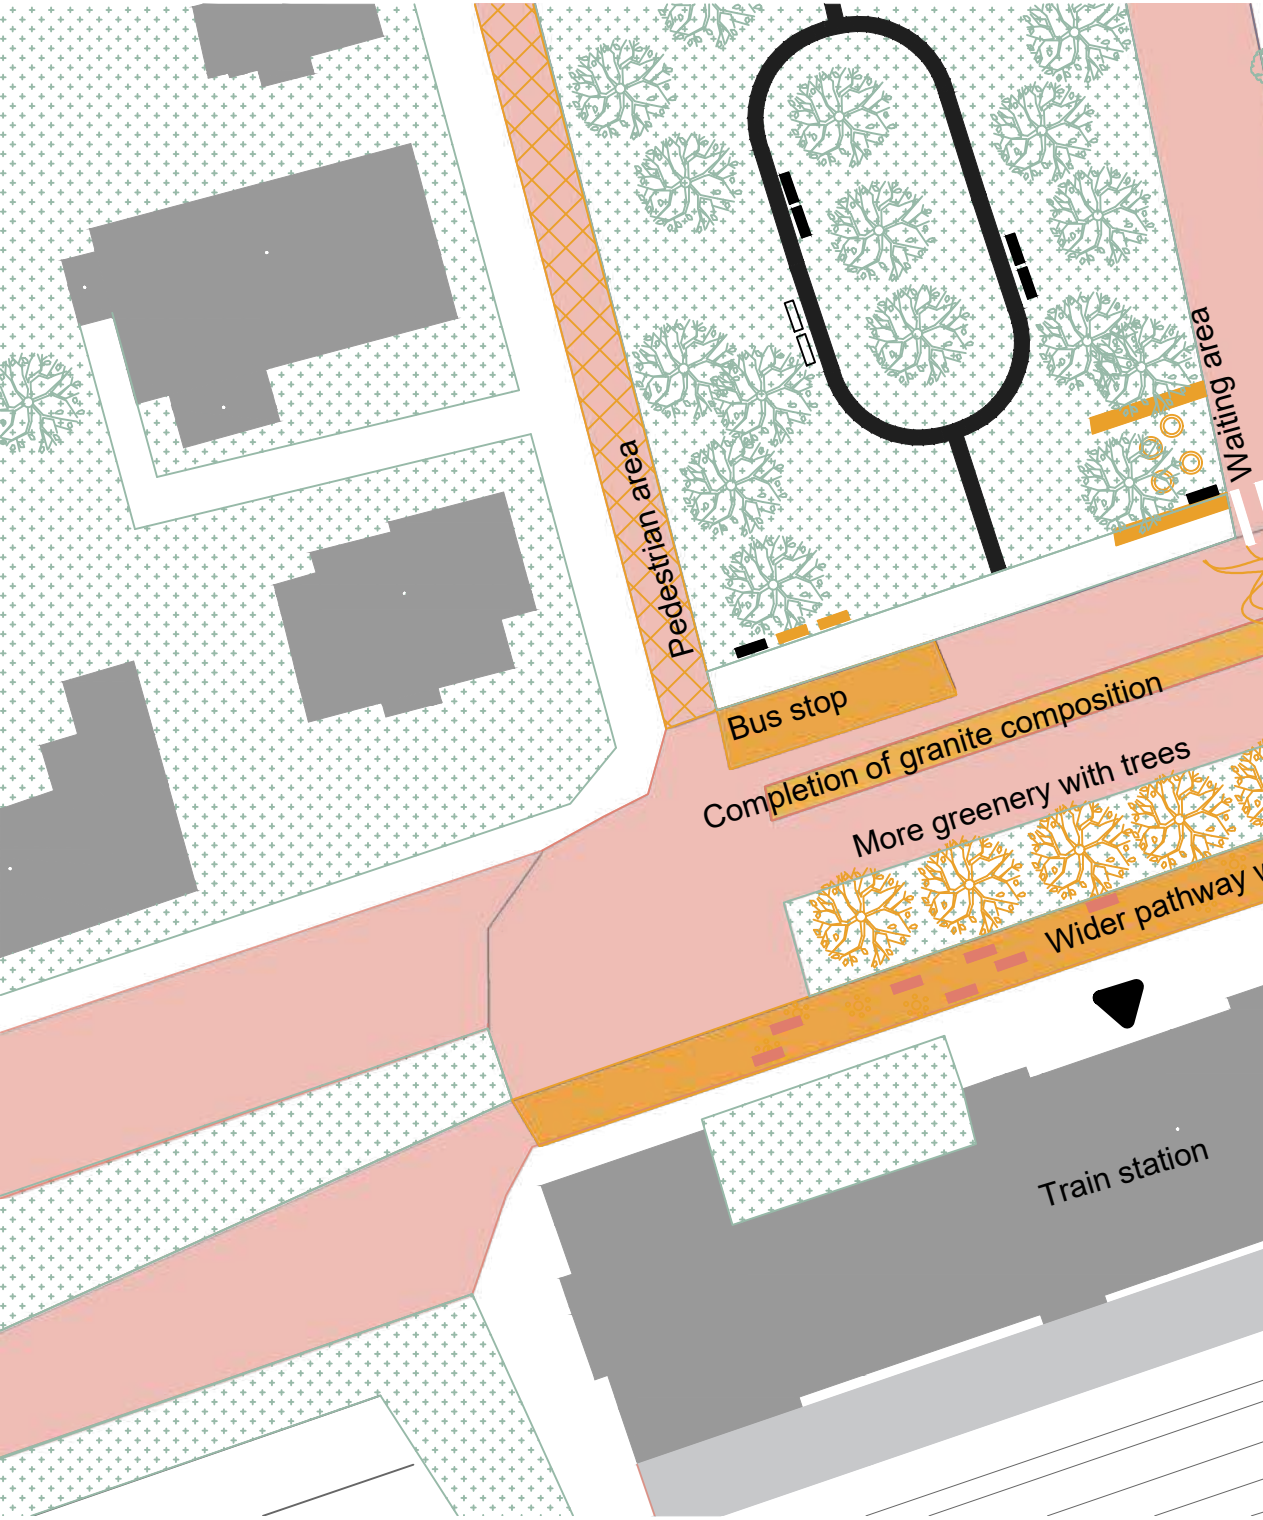 Waiting area
Pedestrian area
Bus stop
Completion of granite composition
More greenery with trees
Wider pathway
Train station